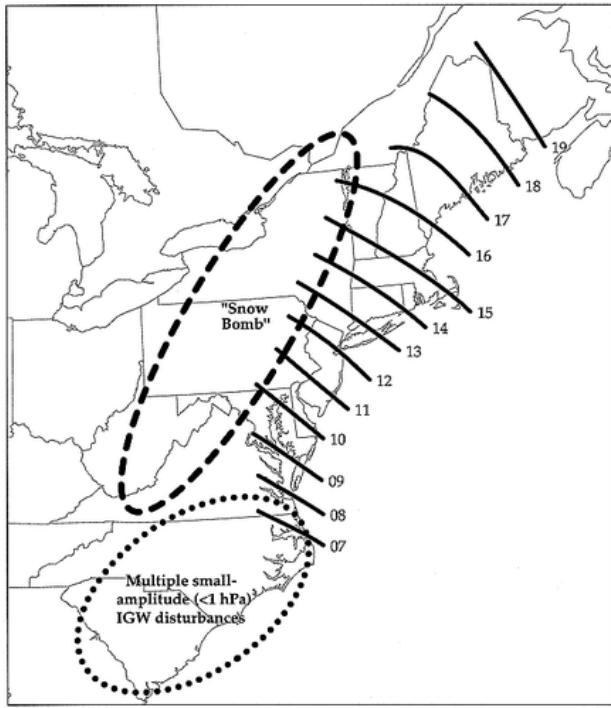 19
18
17
16
15
"Snow
Bomb"
14
13
12
11
10
09
08
07
Multiple small-
amplitude (<1 hPa)
IGW disturbances